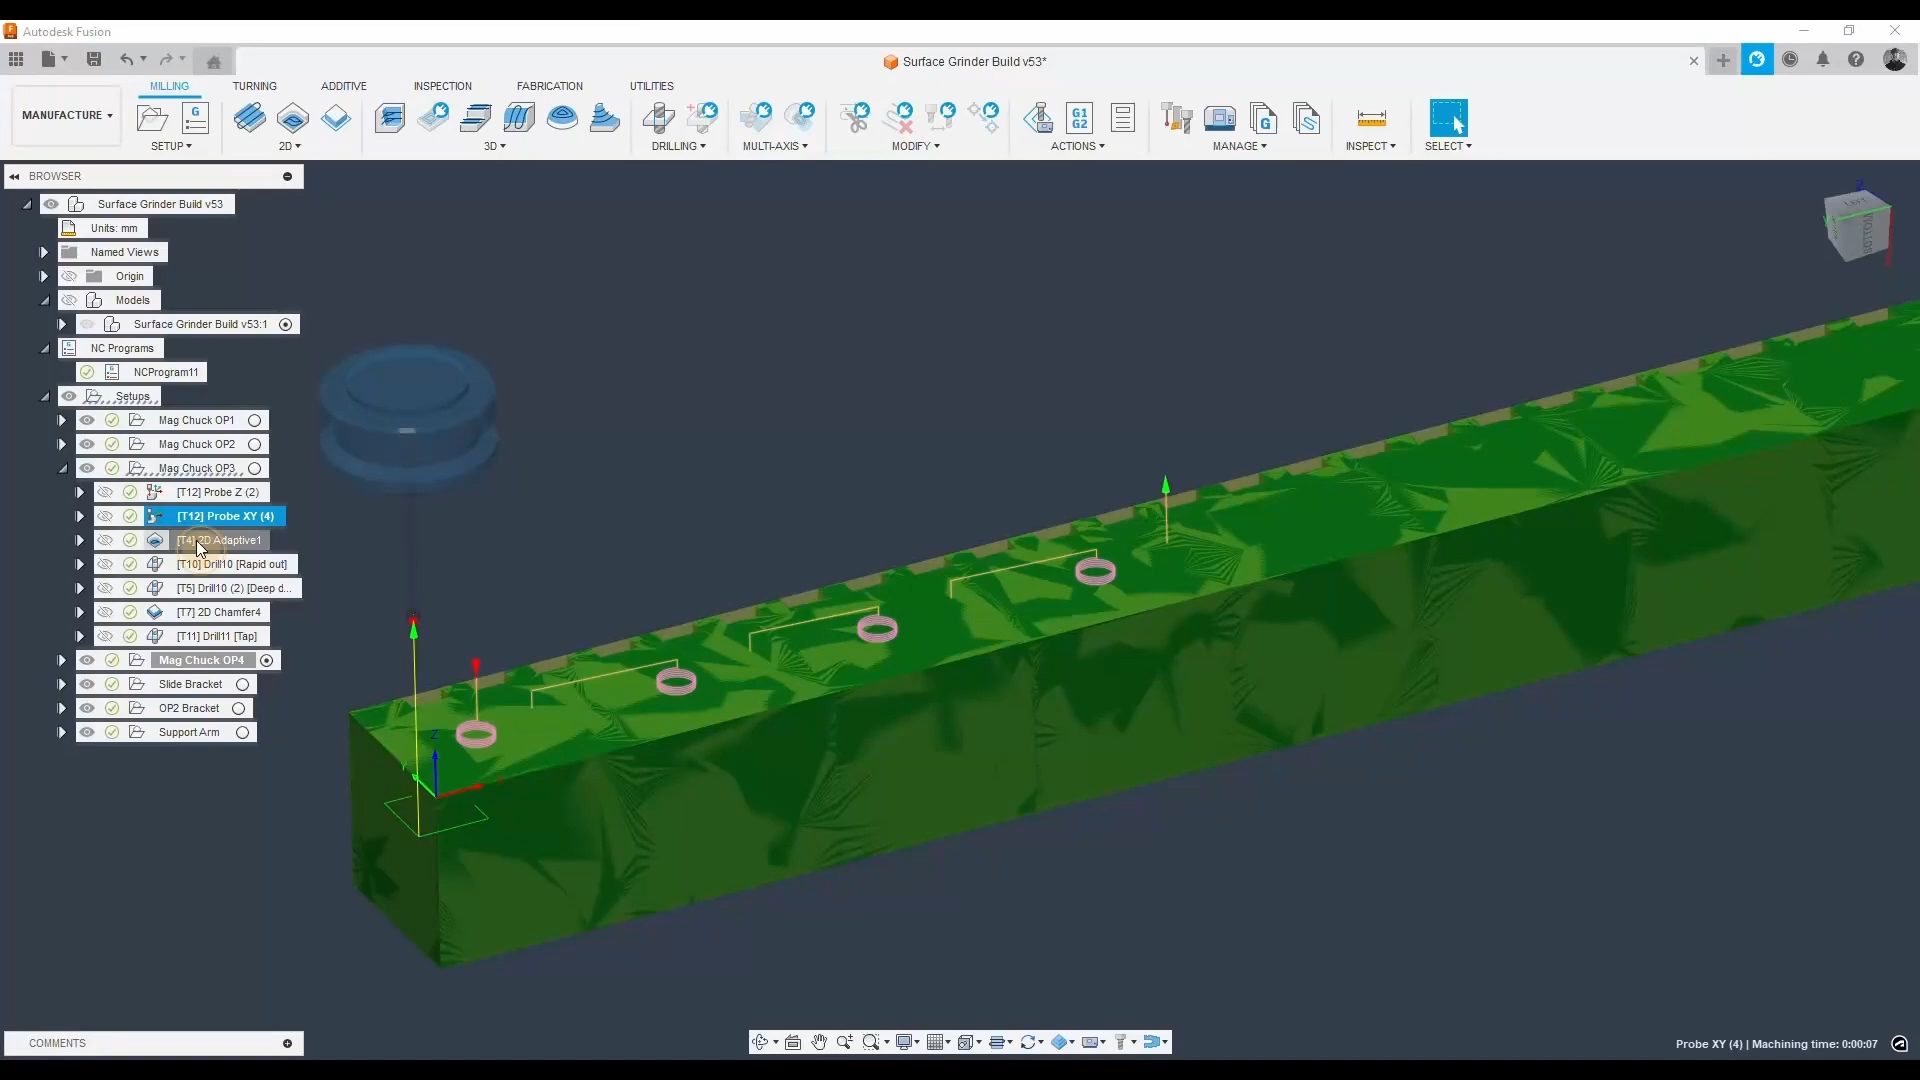 Autodesk Fusion
Surface Grinder Build v53*
MILLING TURNING ADDITIVE INSPECTION FABRICATION UTILITIES
MANUFACTURE
G1
G2
SETUP 2D 3D DRILLING MULTI-AXIS MODIFY ACTIONS MANAGE INSPECT SELECT
BROWSER
Surface Grinder Build v53
Units: mm
Named Views
Origin
Models
Surface Grinder Build v53:1
NC Programs
NCProgram11
Setups
Mag Chuck OP1
Mag Chuck OP2
Mag Chuck OP3
[T12] Probe Z (2)
[T12] Probe XY (4)
[T4] 2D Adaptive1
[T10] Drill10 [Rapid out]
[T5] Drill10 (2) [Deep d...
[T7] 2D Chamfer4
[T11] Drill11 [Tap]
Mag Chuck OP4
Slide Bracket
OP2 Bracket
Support Arm
LEFT
BOTTOM
Z
Z
COMMENTS
Probe XY (4) | Machining time: 0:00:07